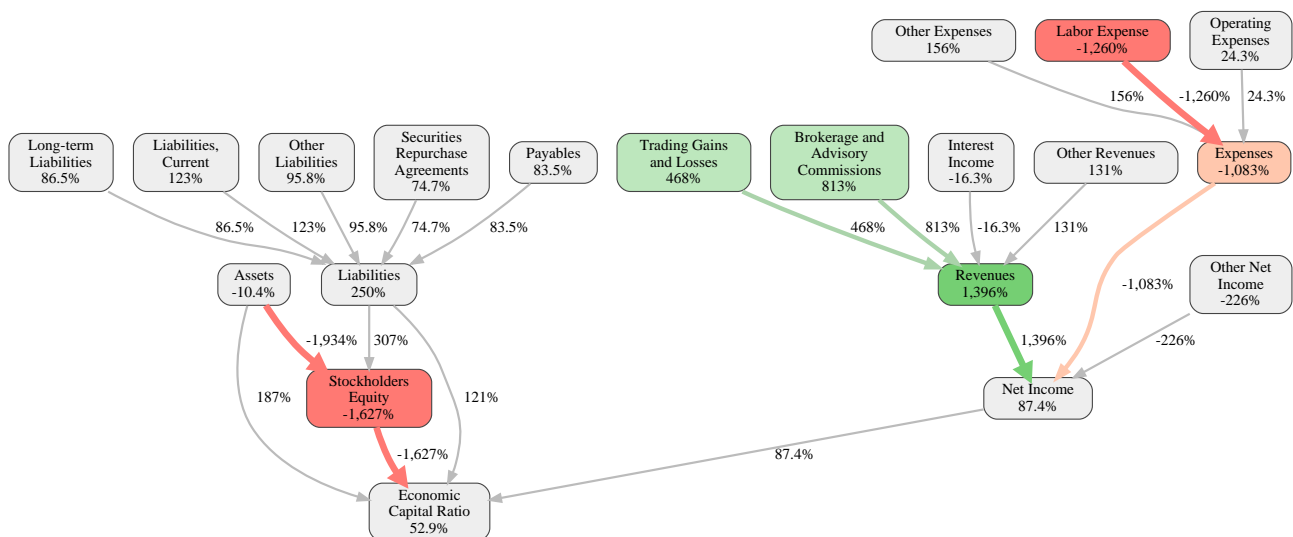 Other Expenses
156%
Labor Expense
-1,260%
Operating
Expenses
24.3%
156%
-1,260%
24.3%
Long-term
Liabilities
86.5%
Liabilities,
Current
123%
Other
Liabilities
95.8%
Securities
Repurchase
Agreements
74.7%
Payables
83.5%
Trading Gains
and Losses
468%
Brokerage and
Advisory
Commissions
813%
Interest
Income
-16.3%
Other Revenues
131%
Expenses
-1,083%
86.5%
123%
95.8%
74.7%
83.5%
468%
813%
-16.3%
131%
Assets
-10.4%
Liabilities
250%
Revenues
1,396%
-1,083%
Other Net
Income
-226%
-1,934%
307%
1,396%
-226%
187%
Stockholders
Equity
-1,627%
121%
Net Income
87.4%
-1,627%
87.4%
Economic
Capital Ratio
52.9%